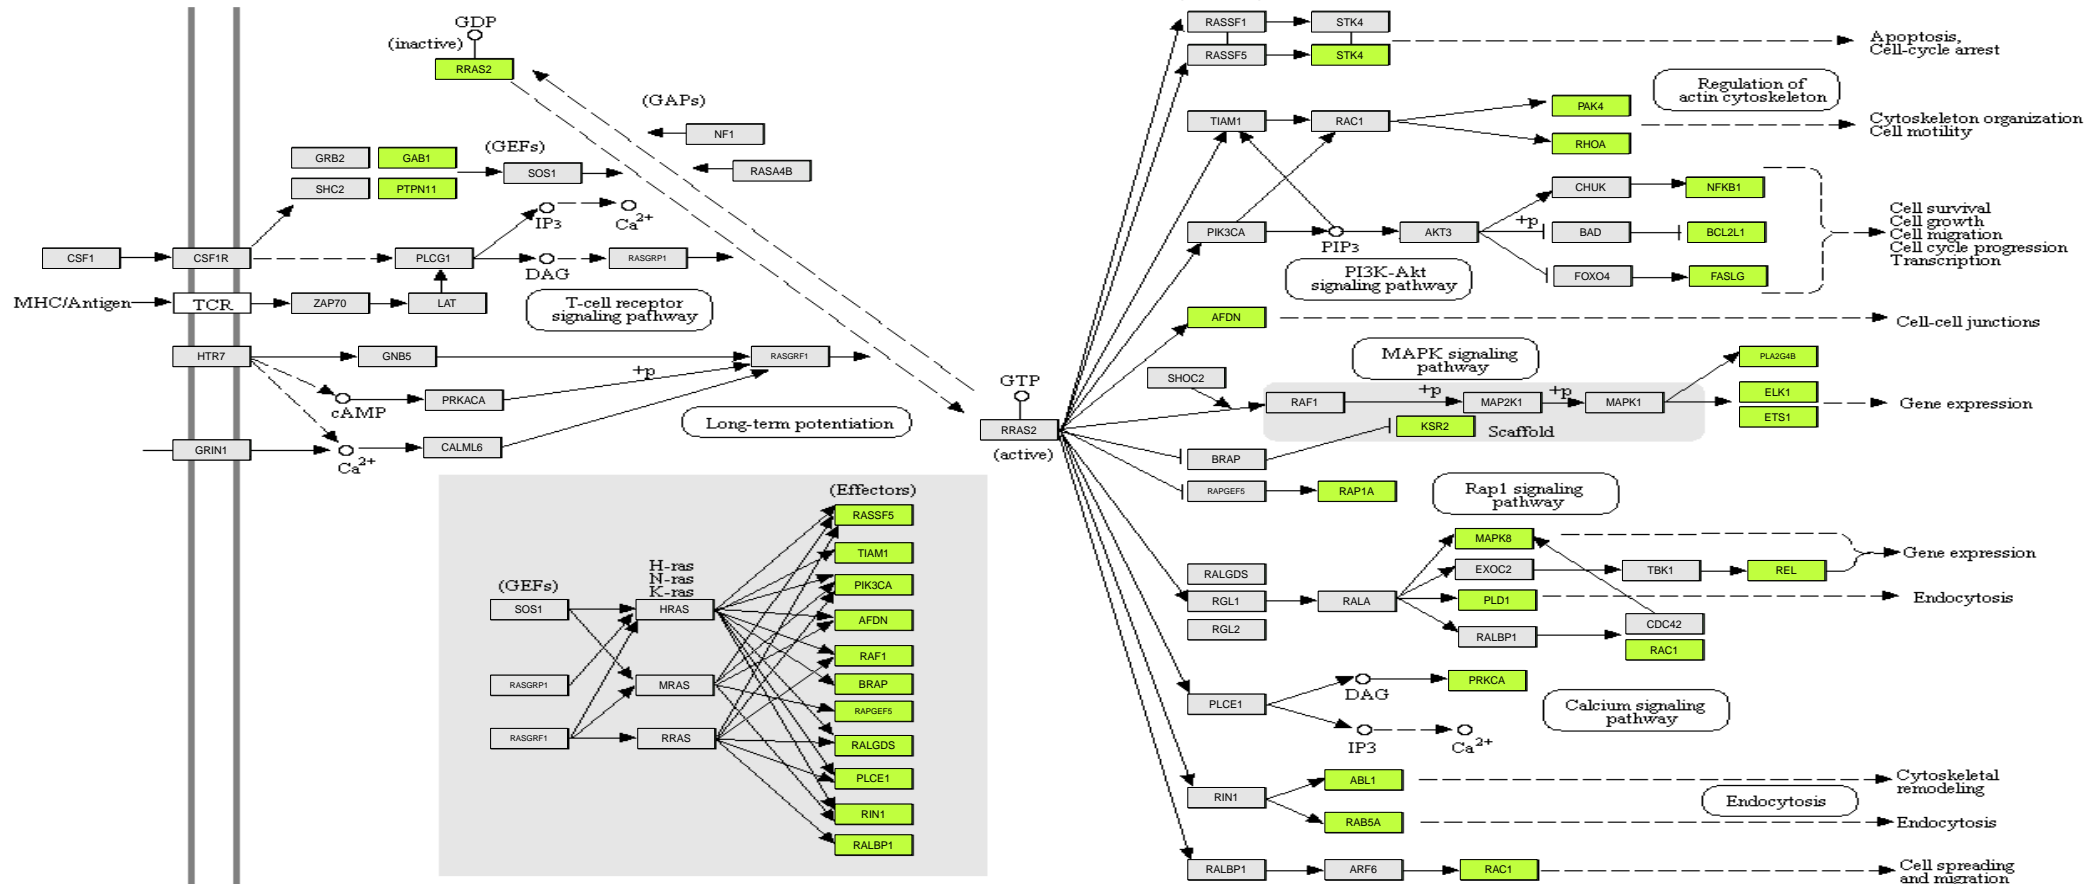 GDP
(inactive)
RRAS2
(GAPs)
NF1
RASA4B
GRB2
GAB1
(GEFs)
SHC2
PTPN11
SOS1
IP3
Ca2+
CSF1
CSF1R
PLCG1
DAG
RASGRP1
MHC/Antigen
TCR
ZAP70
LAT
T-cell receptor
signaling pathway
HTR7
GNB5
RASGRF1
+p
cAMP
PRKACA
Long-term potentiation
GRIN1
Ca2+
CALML6
GTP
RRAS2
(active)
(Effectors)
RASSF5
TIAM1
H-ras
N-ras
K-ras
PIK3CA
(GEFs)
SOS1
HRAS
AFDN
RAF1
RASGRP1
MRAS
BRAP
RAPGEF5
RASGRF1
RRAS
RALGDS
PLCE1
RIN1
RALBP1
RASSF1
STK4
RASSF5
STK4
Apoptosis,
Cell-cycle arrest
Regulation of
actin cytoskeleton
TIAM1
RAC1
PAK4
RHOA
Cytoskeleton organization
Cell motility
CHUK
NFKB1
PIK3CA
PIP3
AKT3
+p
BAD
BCL2L1
FOXO4
FASLG
Cell survival
Cell growth
Cell migration
Cell cycle progression
Transcription
PI3K-Akt
signaling pathway
AFDN
Cell-cell junctions
MAPK signaling
pathway
PLA2G4B
SHOC2
RAF1
+p
MAP2K1
+p
MAPK1
ELK1
ETS1
Gene expression
KSR2
Scaffold
BRAP
RAPGEF5
RAP1A
Rap1 signaling
pathway
MAPK8
RALGDS
EXOC2
TBK1
REL
Gene expression
RGL1
RALA
PLD1
Endocytosis
RGL2
RALBP1
CDC42
RAC1
PLCE1
DAG
PRKCA
IP3
Ca2+
Calcium signaling
pathway
RIN1
ABL1
Cytoskeletal
remodeling
Endocytosis
RAB5A
Endocytosis
RALBP1
ARF6
RAC1
Cell spreading
and migration